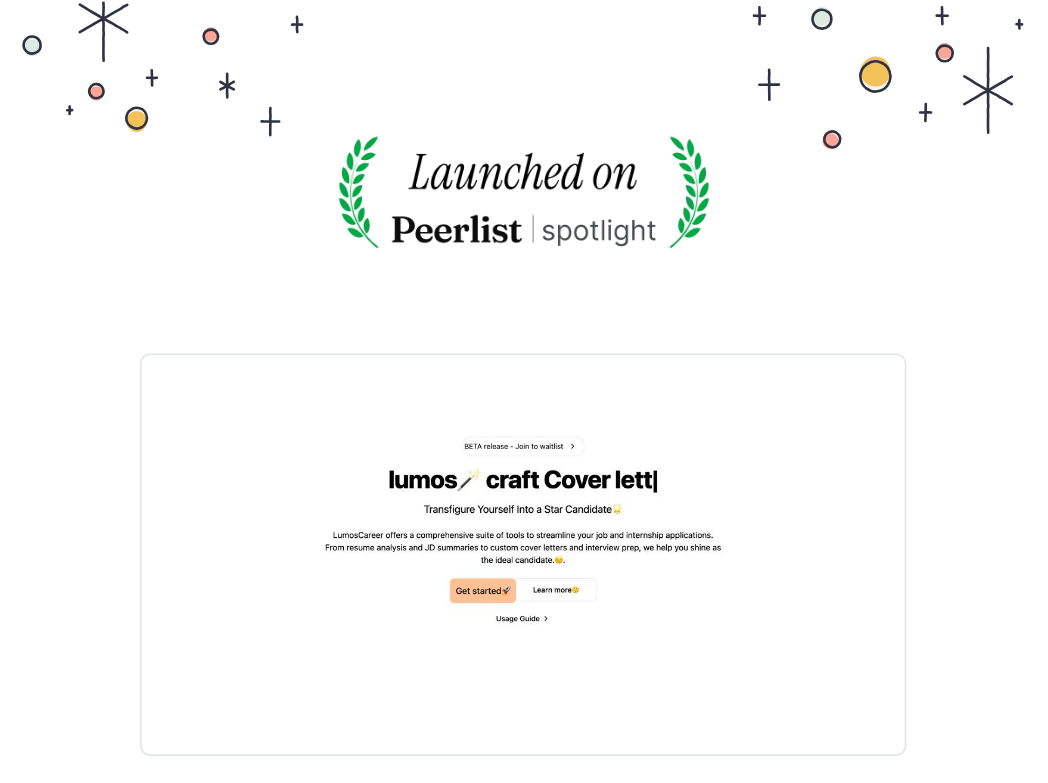 Launched on
Peerlist | spotlight
BETA release - Join to waitlist >
lumos🪄 craft Cover lett|
Transfigure Yourself Into a Star Candidate
LumosCareer offers a comprehensive suite of tools to streamline your job and internship applications.
From resume analysis and JD summaries to custom cover letters and interview prep, we help you shine as
the ideal candidate.😉.
Get started🚀
Learn more
Usage Guide >